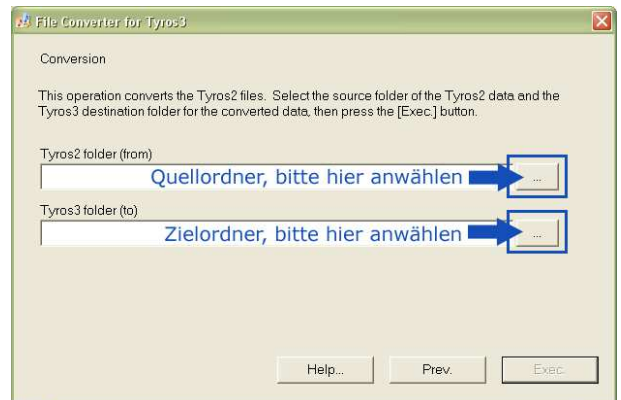 File Converter for Tyros3
Conversion
This operation converts the Tyros2 files. Select the source folder of the Tyros2 data and the
Tyros3 destination folder for the converted data, then press the [Exec.] button.
Tyros2 folder (from)
Quellordner, bitte hier anwählen
...
Tyros3 folder (to)
Zielordner, bitte hier anwählen
...
Help... Prev. Exec.